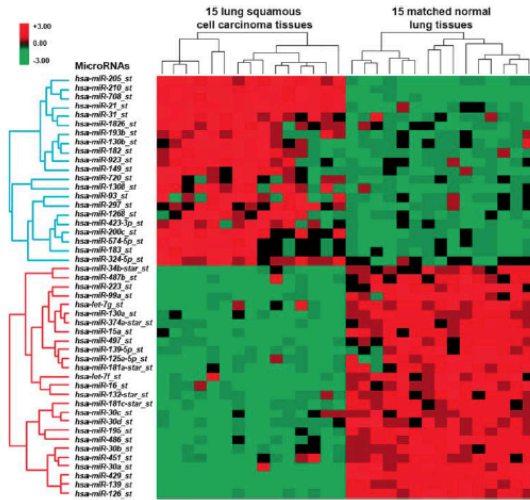 +3.00
0.00
-3.00
15 lung squamous
cell carcinoma tissues
15 matched normal
lung tissues
MicroRNAs
hsa-miR-205_st
hsa-miR-210_st
hsa-miR-708_st
hsa-miR-21_st
hsa-miR-31_st
hsa-miR-1826_st
hsa-miR-193b_st
hsa-miR-130b_st
hsa-miR-182_st
hsa-miR-923_st
hsa-miR-149_st
hsa-miR-720_st
hsa-miR-1308_st
hsa-miR-93_st
hsa-miR-297_st
hsa-miR-1268_st
hsa-miR-423-3p_st
hsa-miR-200c_st
hsa-miR-574-5p_st
hsa-miR-183_st
hsa-miR-324-5p_st
hsa-miR-34b-star_st
hsa-miR-487b_st
hsa-miR-223_st
hsa-miR-99a_st
hsa-let-7g_st
hsa-miR-130a_st
hsa-miR-374a-star_st
hsa-miR-15a_st
hsa-miR-497_st
hsa-miR-139-5p_st
hsa-miR-125a-5p_st
hsa-miR-181a-star_st
hsa-let-7f_st
hsa-miR-16_st
hsa-miR-132-star_st
hsa-miR-181c-star_st
hsa-miR-30c_st
hsa-miR-30d_st
hsa-miR-195_st
hsa-miR-486_st
hsa-miR-30b_st
hsa-miR-451_st
hsa-miR-30a_st
hsa-miR-429_st
hsa-miR-139_st
hsa-miR-126_st